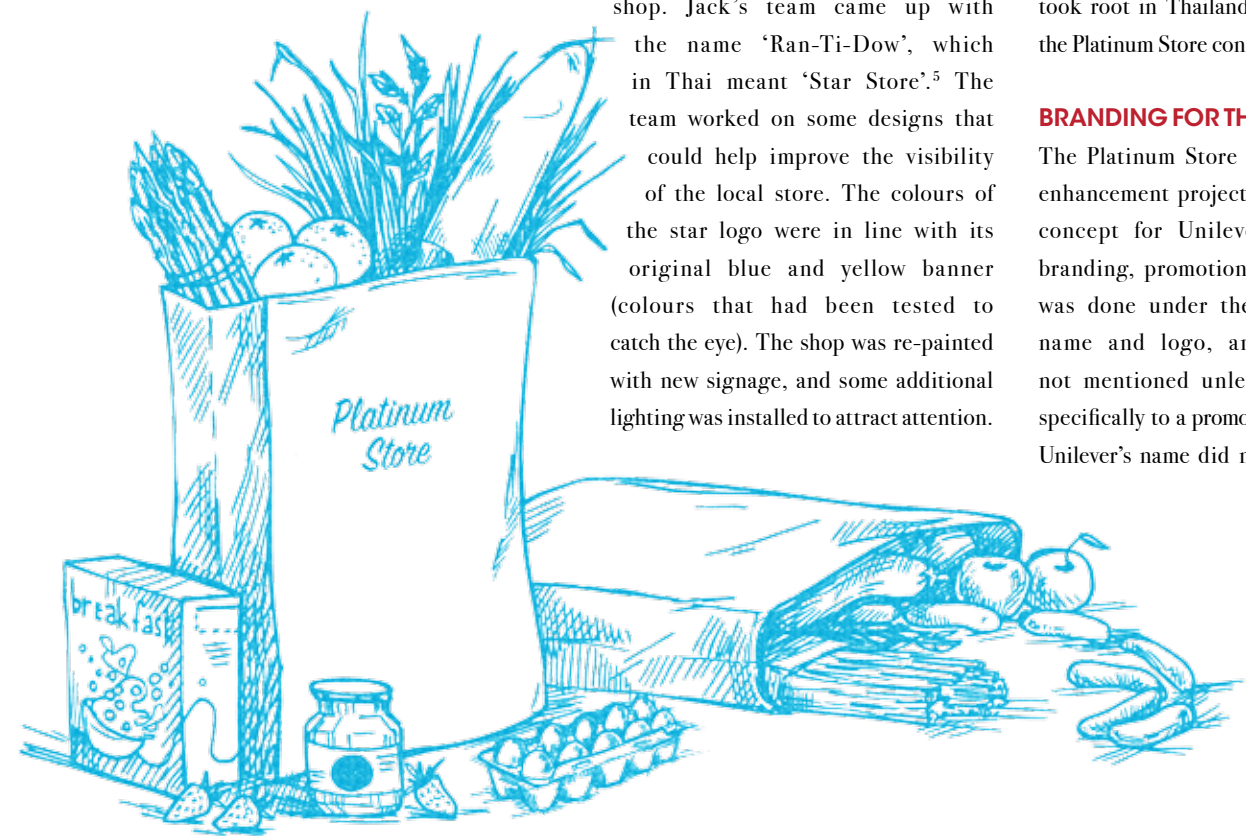 shop. Jack’s team came up with
the name ‘Ran-Ti-Dow’, which
in Thai meant ‘Star Store’.⁵ The
team worked on some designs that
could help improve the visibility
of the local store. The colours of
the star logo were in line with its
original blue and yellow banner
(colours that had been tested to
catch the eye). The shop was re-painted
with new signage, and some additional
lighting was installed to attract attention.
took root in Thailand
the Platinum Store con
BRANDING FOR TH
The Platinum Store
enhancement project
concept for Unileve
branding, promotion
was done under the
name and logo, an
not mentioned unle
specifically to a promo
Unilever’s name did n
Platinum
Store
breakfas